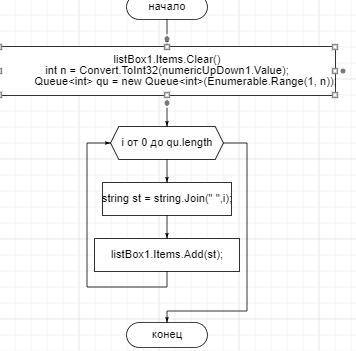 начало
listBox1.Items.Clear()
int n = Convert.ToInt32(numericUpDown1.Value);
Queue<int> qu = new Queue<int>(Enumerable.Range(1, n))
i от 0 до qu.length
string st = string.Join(" ",i);
listBox1.Items.Add(st);
конец